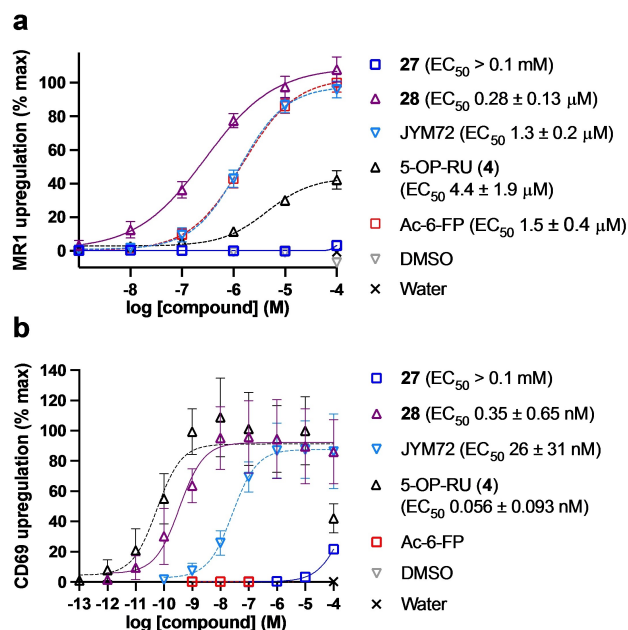 a
MR1 upregulation (% max)
100
80
60
40
20
0
-8 -7 -6 -5 -4
log [compound] (M)
27 (EC50 > 0.1 mM)
28 (EC50 0.28 ± 0.13 μM)
JYM72 (EC50 1.3 ± 0.2 μM)
5-OP-RU (4)
(EC50 4.4 ± 1.9 μM)
Ac-6-FP (EC50 1.5 ± 0.4 μM)
DMSO
Water
b
CD69 upregulation (% max)
140
120
100
80
60
40
20
0
-13 -12 -11 -10 -9 -8 -7 -6 -5 -4
log [compound] (M)
27 (EC50 > 0.1 mM)
28 (EC50 0.35 ± 0.65 nM)
JYM72 (EC50 26 ± 31 nM)
5-OP-RU (4)
(EC50 0.056 ± 0.093 nM)
Ac-6-FP
DMSO
Water